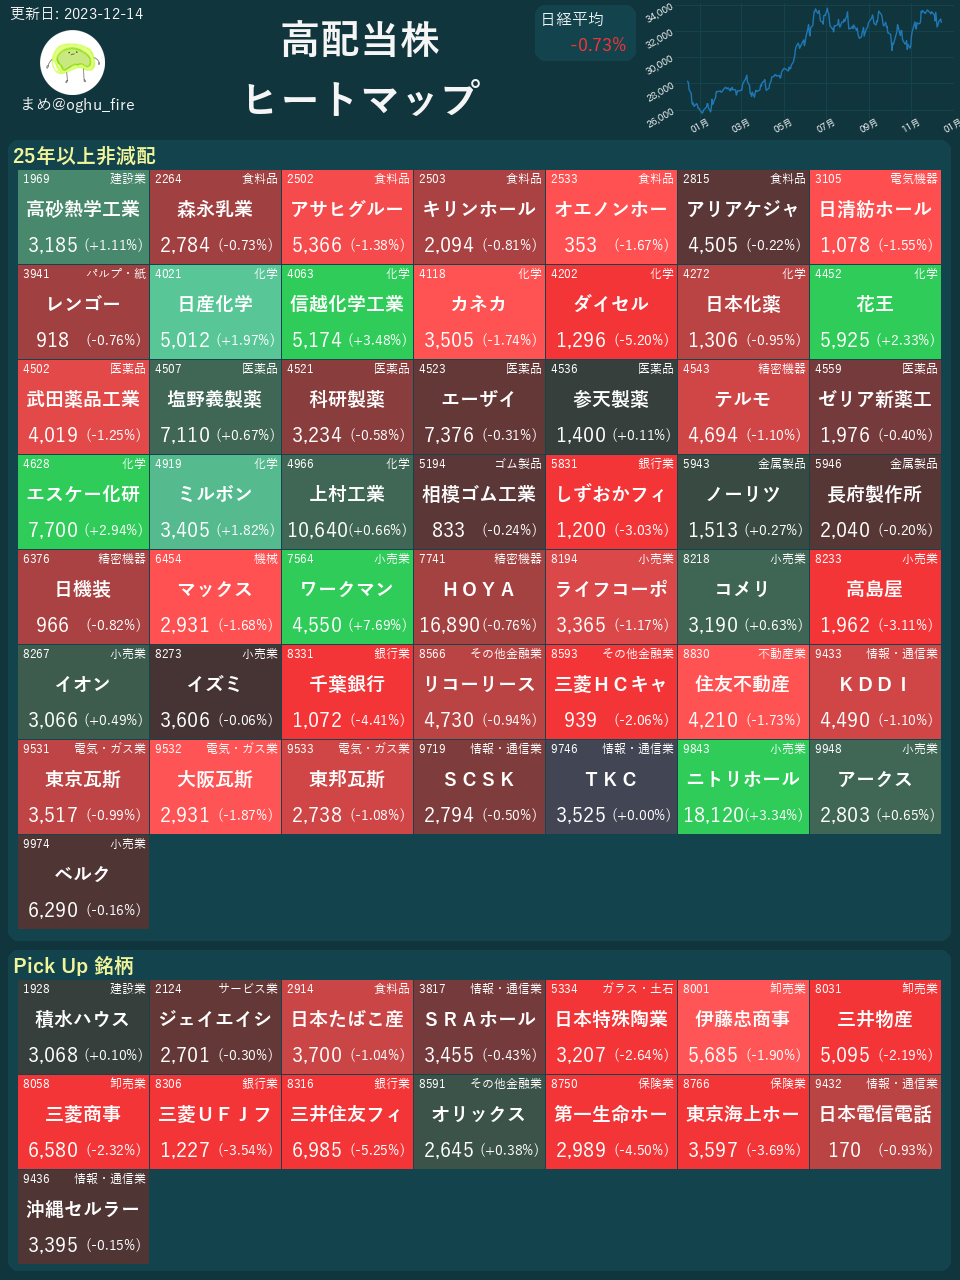 更新日: 2023-12-14
まめ@oghu_fire
高配当株
ヒートマップ
日経平均
-0.73%
34,000
32,000
30,000
28,000
26,000
01月 03月 05月 07月 09月 11月 01月
25年以上非減配
1969 建設業 2264 食料品 2502 食料品 2503 食料品 2533 食料品 2815 食料品 3105 電気機器
高砂熱学工業 森永乳業 アサヒグルー キリンホール オエノンホー アリアケジャ 日清紡ホール
3,185 (+1.11%) 2,784 (-0.73%) 5,366 (-1.38%) 2,094 (-0.81%) 353 (-1.67%) 4,505 (-0.22%) 1,078 (-1.55%)
3941 パルプ・紙 4021 化学 4063 化学 4118 化学 4202 化学 4272 化学 4452 化学
レンゴー 日産化学 信越化学工業 カネカ ダイセル 日本化薬 花王
918 (-0.76%) 5,012 (+1.97%) 5,174 (+3.48%) 3,505 (-1.74%) 1,296 (-5.20%) 1,306 (-0.95%) 5,925 (+2.33%)
4502 医薬品 4507 医薬品 4521 医薬品 4523 医薬品 4536 医薬品 4543 精密機器 4559 医薬品
武田薬品工業 塩野義製薬 科研製薬 エーザイ 参天製薬 テルモ ゼリア新薬工
4,019 (-1.25%) 7,110 (+0.67%) 3,234 (-0.58%) 7,376 (-0.31%) 1,400 (+0.11%) 4,694 (-1.10%) 1,976 (-0.40%)
4628 化学 4919 化学 4966 化学 5194 ゴム製品 5831 銀行業 5943 金属製品 5946 金属製品
エスケー化研 ミルボン 上村工業 相模ゴム工業 しずおかフィ ノーリツ 長府製作所
7,700 (+2.94%) 3,405 (+1.82%) 10,640 (+0.66%) 833 (-0.24%) 1,200 (-3.03%) 1,513 (+0.27%) 2,040 (-0.20%)
6376 精密機器 6454 機械 7564 小売業 7741 精密機器 8194 小売業 8218 小売業 8233 小売業
日機装 マックス ワークマン ＨＯＹＡ ライフコーポ コメリ 高島屋
966 (-0.82%) 2,931 (-1.68%) 4,550 (+7.69%) 16,890 (-0.76%) 3,365 (-1.17%) 3,190 (+0.63%) 1,962 (-3.11%)
8267 小売業 8273 小売業 8331 銀行業 8566 その他金融業 8593 その他金融業 8830 不動産業 9433 情報・通信業
イオン イズミ 千葉銀行 リコーリース 三菱ＨＣキャ 住友不動産 ＫＤＤＩ
3,066 (+0.49%) 3,606 (-0.06%) 1,072 (-4.41%) 4,730 (-0.94%) 939 (-2.06%) 4,210 (-1.73%) 4,490 (-1.10%)
9531 電気・ガス業 9532 電気・ガス業 9533 電気・ガス業 9719 情報・通信業 9746 情報・通信業 9843 小売業 9948 小売業
東京瓦斯 大阪瓦斯 東邦瓦斯 ＳＣＳＫ ＴＫＣ ニトリホール アークス
3,517 (-0.99%) 2,931 (-1.87%) 2,738 (-1.08%) 2,794 (-0.50%) 3,525 (+0.00%) 18,120 (+3.34%) 2,803 (+0.65%)
9974 小売業
ベルク
6,290 (-0.16%)
Pick Up 銘柄
1928 建設業 2124 サービス業 2914 食料品 3817 情報・通信業 5334 ガラス・土石 8001 卸売業 8031 卸売業
積水ハウス ジェイエイシ 日本たばこ産 ＳＲＡホール 日本特殊陶業 伊藤忠商事 三井物産
3,068 (+0.10%) 2,701 (-0.30%) 3,700 (-1.04%) 3,455 (-0.43%) 3,207 (-2.64%) 5,685 (-1.90%) 5,095 (-2.19%)
8058 卸売業 8306 銀行業 8316 銀行業 8591 その他金融業 8750 保険業 8766 保険業 9432 情報・通信業
三菱商事 三菱ＵＦＪフ 三井住友フィ オリックス 第一生命ホー 東京海上ホー 日本電信電話
6,580 (-2.32%) 1,227 (-3.54%) 6,985 (-5.25%) 2,645 (+0.38%) 2,989 (-4.50%) 3,597 (-3.69%) 170 (-0.93%)
9436 情報・通信業
沖縄セルラー
3,395 (-0.15%)